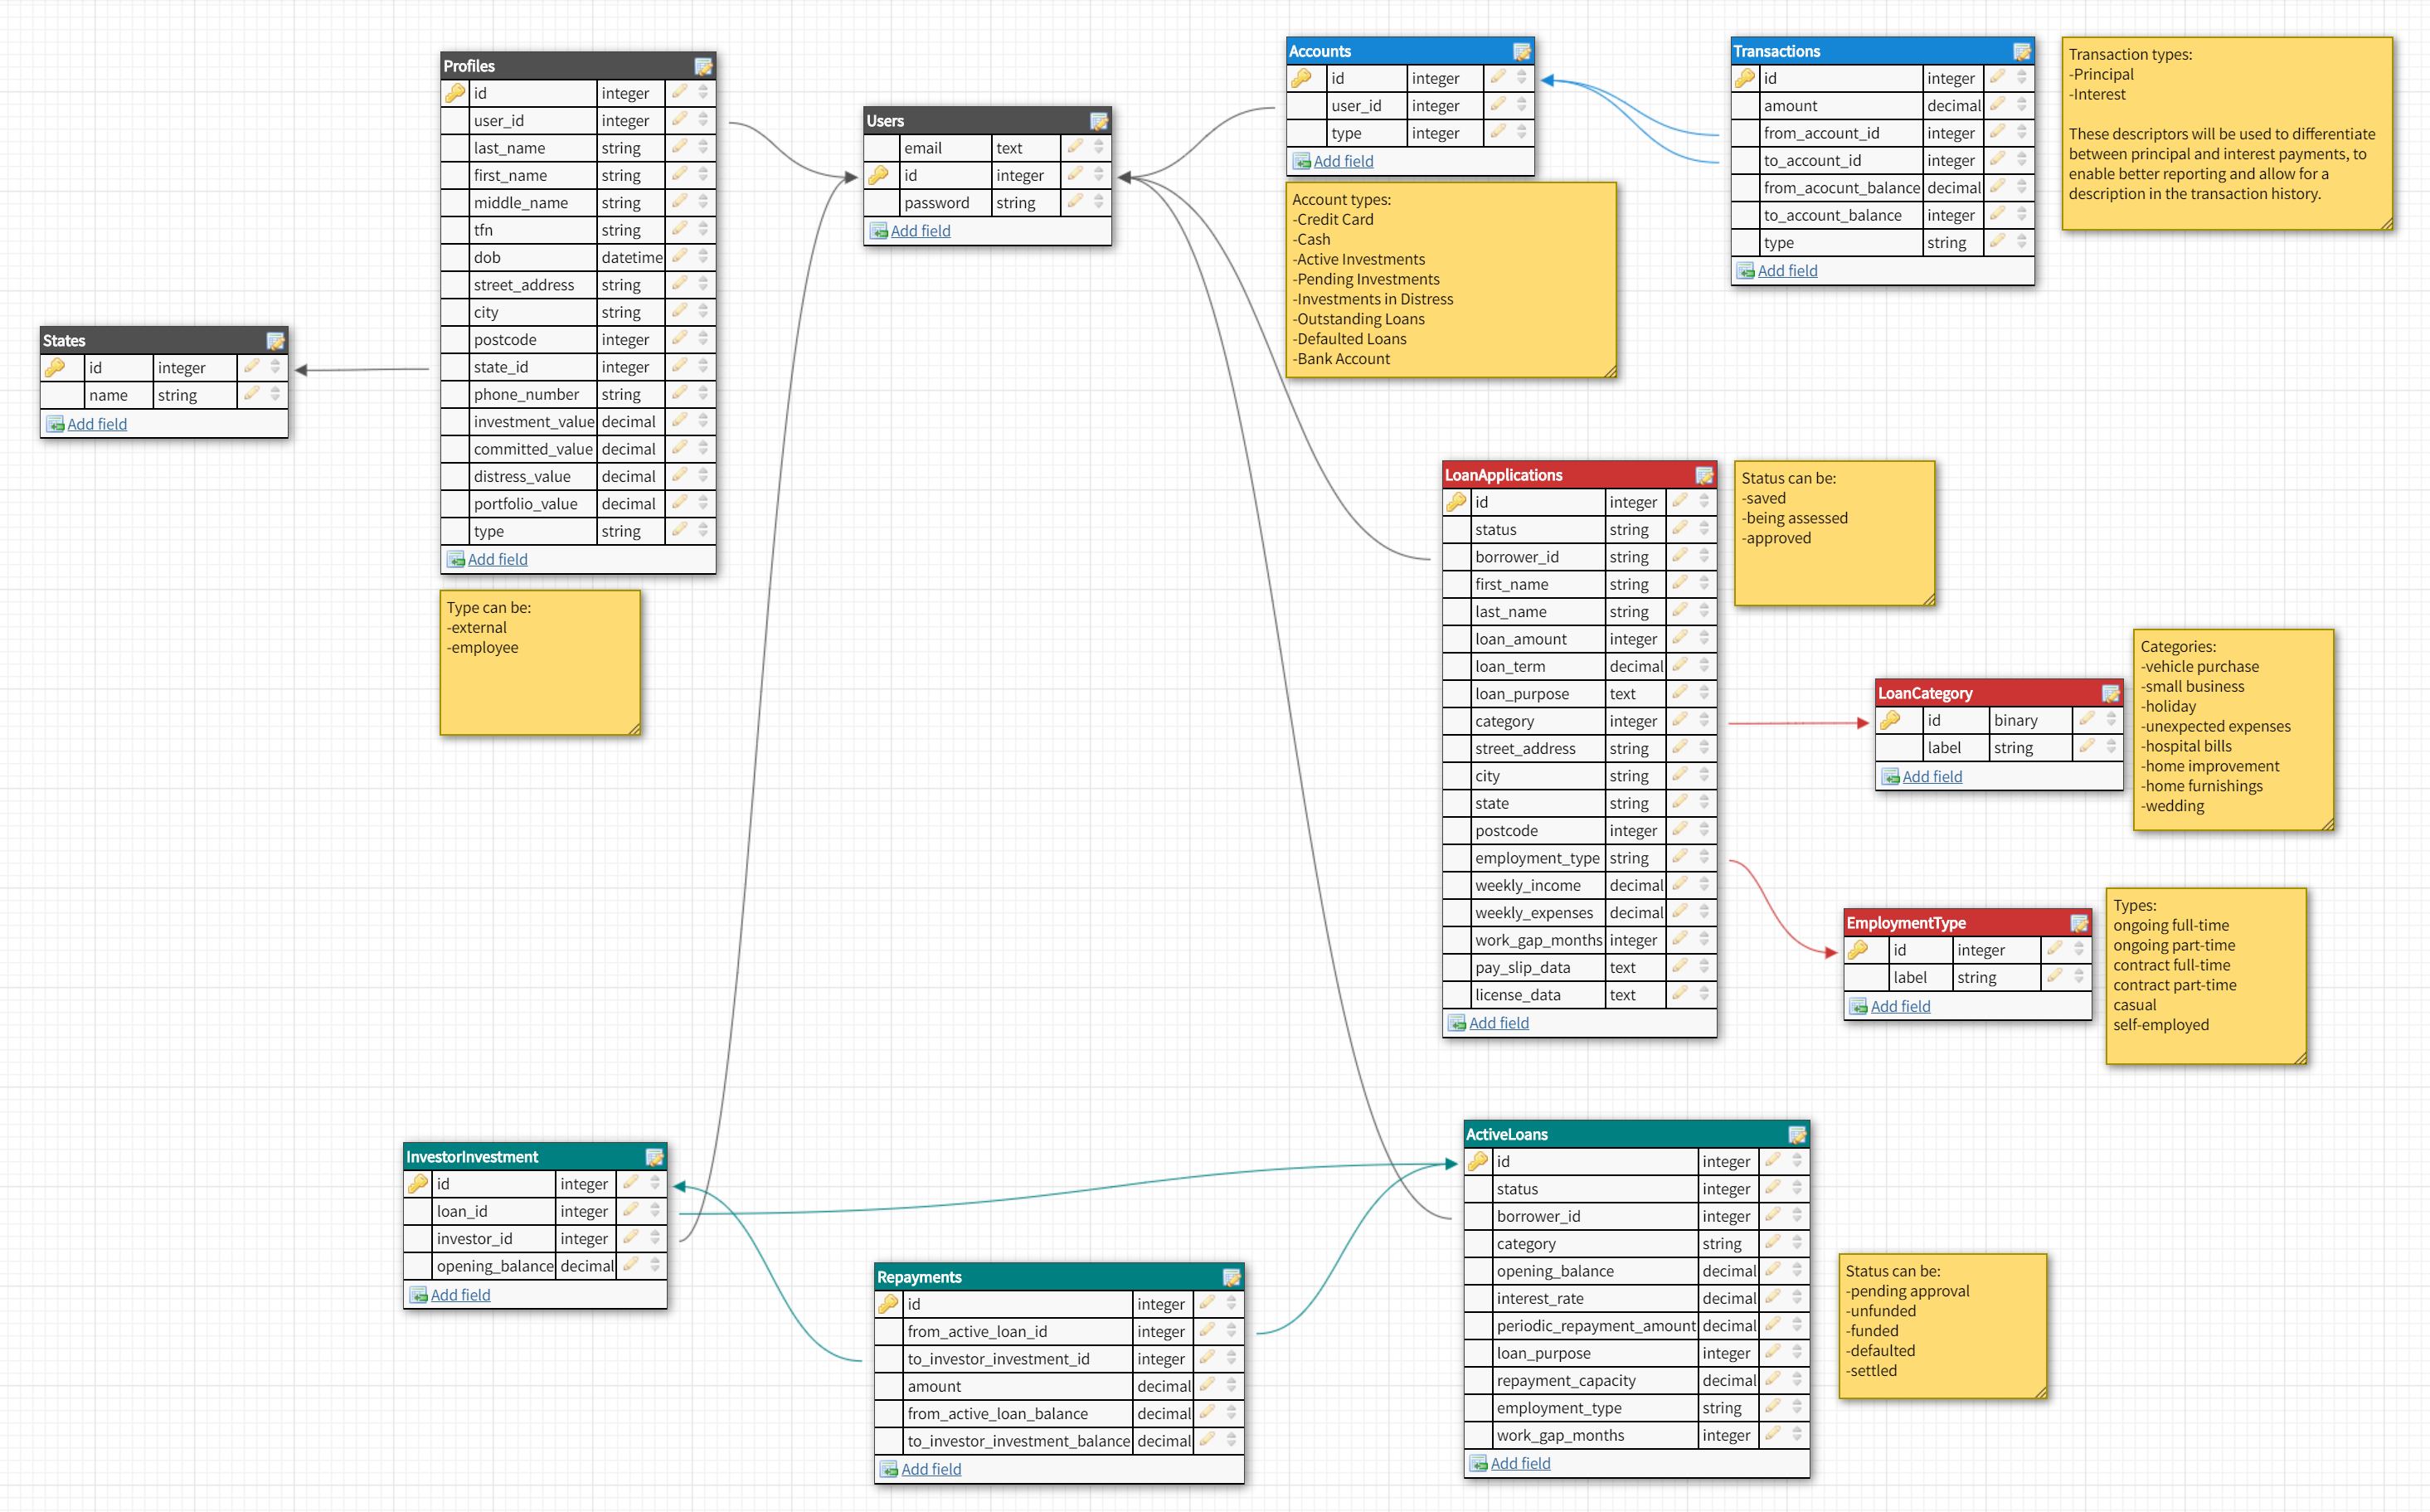 Profiles
id integer
user_id integer
last_name string
first_name string
middle_name string
tfn string
dob datetime
street_address string
city string
postcode integer
state_id integer
phone_number string
investment_value decimal
committed_value decimal
distress_value decimal
portfolio_value decimal
type string
Add field
Type can be:
-external
-employee
States
id integer
name string
Add field
Users
email text
id integer
password string
Add field
Accounts
id integer
user_id integer
type integer
Add field
Account types:
-Credit Card
-Cash
-Active Investments
-Pending Investments
-Investments in Distress
-Outstanding Loans
-Defaulted Loans
-Bank Account
Transactions
id integer
amount decimal
from_account_id integer
to_account_id integer
from_acocunt_balance decimal
to_account_balance integer
type string
Add field
Transaction types:
-Principal
-Interest
These descriptors will be used to differentiate
between principal and interest payments, to
enable better reporting and allow for a
description in the transaction history.
LoanApplications
id integer
status string
borrower_id string
first_name string
last_name string
loan_amount integer
loan_term decimal
loan_purpose text
category integer
street_address string
city string
state string
postcode integer
employment_type string
weekly_income decimal
weekly_expenses decimal
work_gap_months integer
pay_slip_data text
license_data text
Add field
Status can be:
-saved
-being assessed
-approved
LoanCategory
id binary
label string
Add field
Categories:
-vehicle purchase
-small business
-holiday
-unexpected expenses
-hospital bills
-home improvement
-home furnishings
-wedding
EmploymentType
id integer
label string
Add field
Types:
ongoing full-time
ongoing part-time
contract full-time
contract part-time
casual
self-employed
InvestorInvestment
id integer
loan_id integer
investor_id integer
opening_balance decimal
Add field
Repayments
id integer
from_active_loan_id integer
to_investor_investment_id integer
amount decimal
from_active_loan_balance decimal
to_investor_investment_balance decimal
Add field
ActiveLoans
id integer
status integer
borrower_id integer
category string
opening_balance decimal
interest_rate decimal
periodic_repayment_amount decimal
loan_purpose integer
repayment_capacity decimal
employment_type string
work_gap_months integer
Add field
Status can be:
-pending approval
-unfunded
-funded
-defaulted
-settled